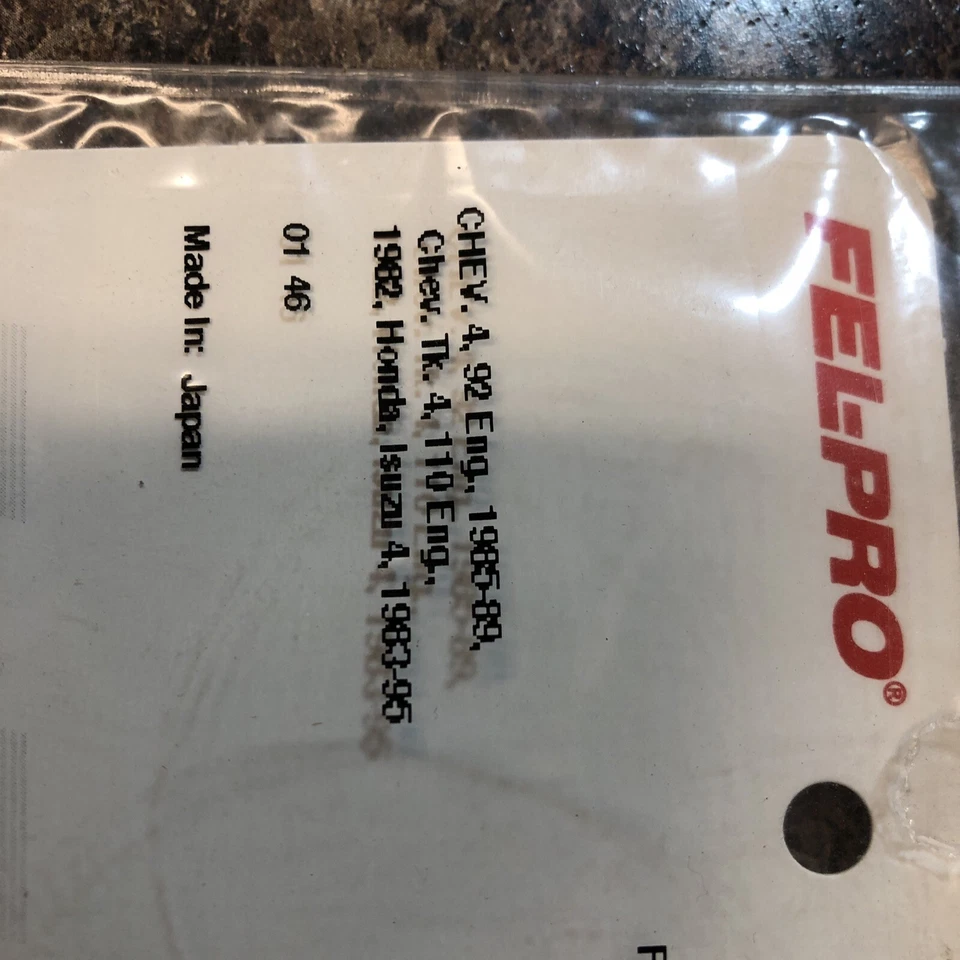 FEL-PRO®
CHEV. 4, 92 Eng., 1985-89,
Chev. Tk. 4, 110 Eng.,
1982, Honda, Isuzu 4, 1983-95
01 46
Made In: Japan